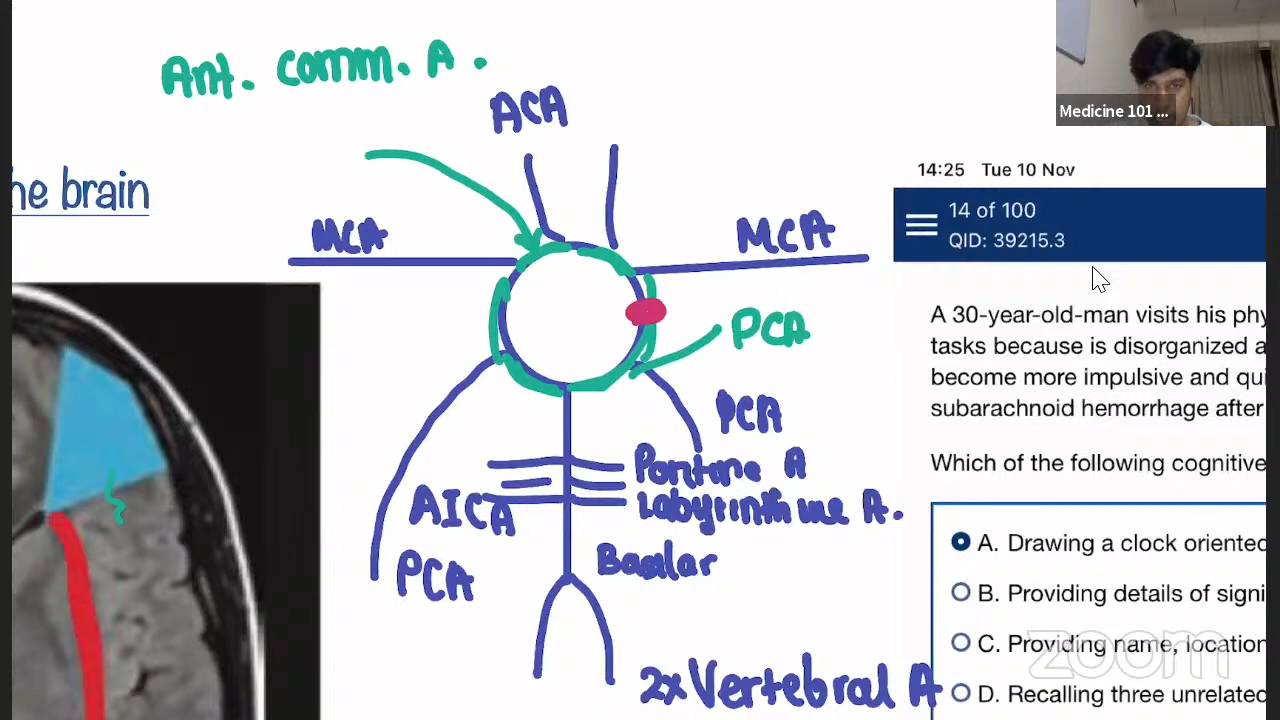 Ant. comm. A.
ACA
he brain
MCA
MCA
PCA
PCA
Pontine A
Labyrinthine A.
AICA
PCA
Basilar
2x Vertebral A
Medicine 101 ...
14:25 Tue 10 Nov
14 of 100
QID: 39215.3
A 30-year-old-man visits his phy
tasks because is disorganized a
become more impulsive and qui
subarachnoid hemorrhage after
Which of the following cognitive
A. Drawing a clock oriented
B. Providing details of signi
C. Providing name, location
D. Recalling three unrelated
zoom